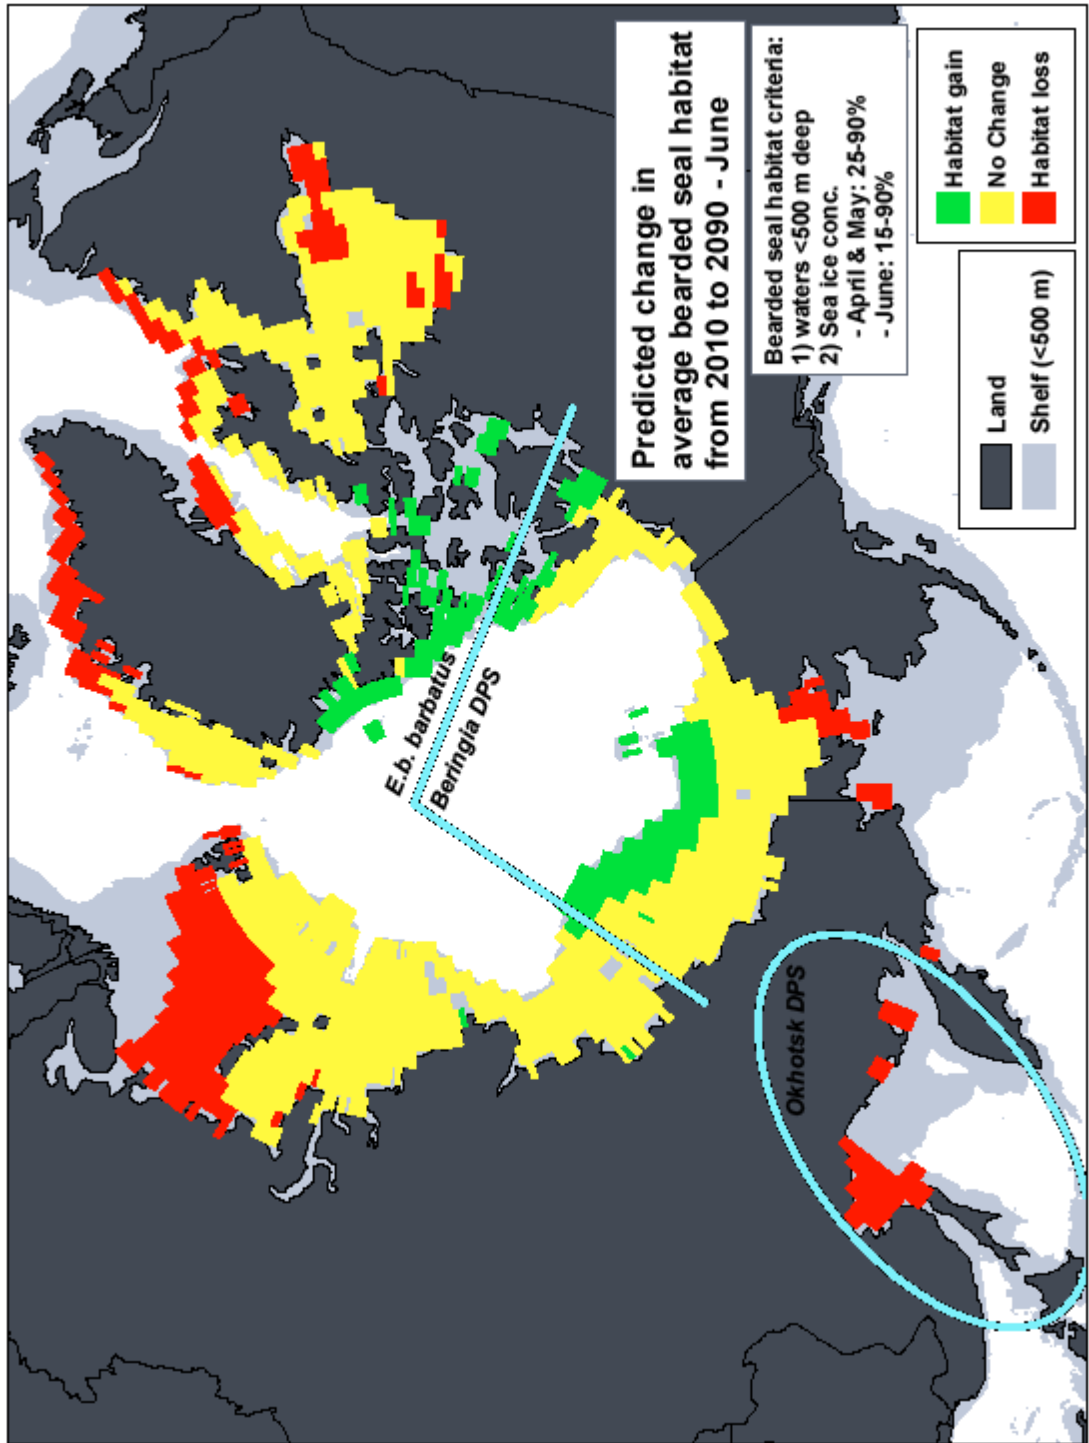 Predicted change in
average bearded seal habitat
from 2010 to 2090 - June
Bearded seal habitat criteria:
1) waters <500 m deep
2) Sea ice conc.
- April & May: 25-90%
- June: 15-90%
Habitat gain
No Change
Habitat loss
Land
Shelf (<500 m)
E.b. barbatus
Beringia DPS
Okhotsk DPS